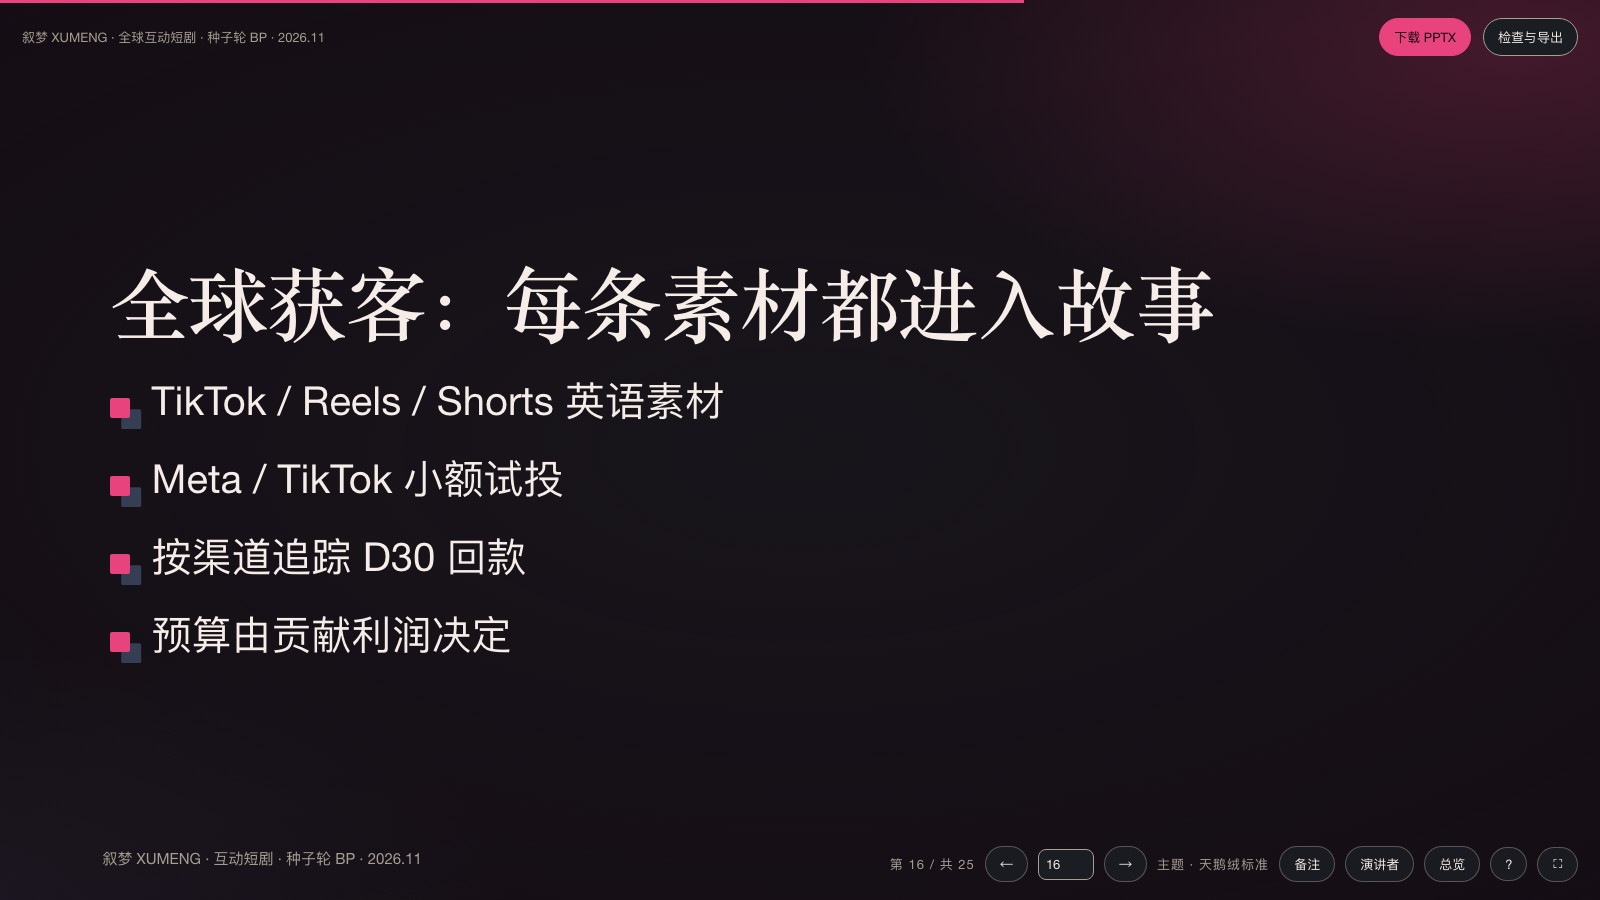 叙梦 XUMENG · 全球互动短剧 · 种子轮 BP · 2026.11
下载 PPTX
检查与导出
全球获客：每条素材都进入故事
TikTok / Reels / Shorts 英语素材
Meta / TikTok 小额试投
按渠道追踪 D30 回款
预算由贡献利润决定
叙梦 XUMENG · 互动短剧 · 种子轮 BP · 2026.11
第 16 / 共 25
←
16
→
主题 · 天鹅绒标准
备注
演讲者
总览
?